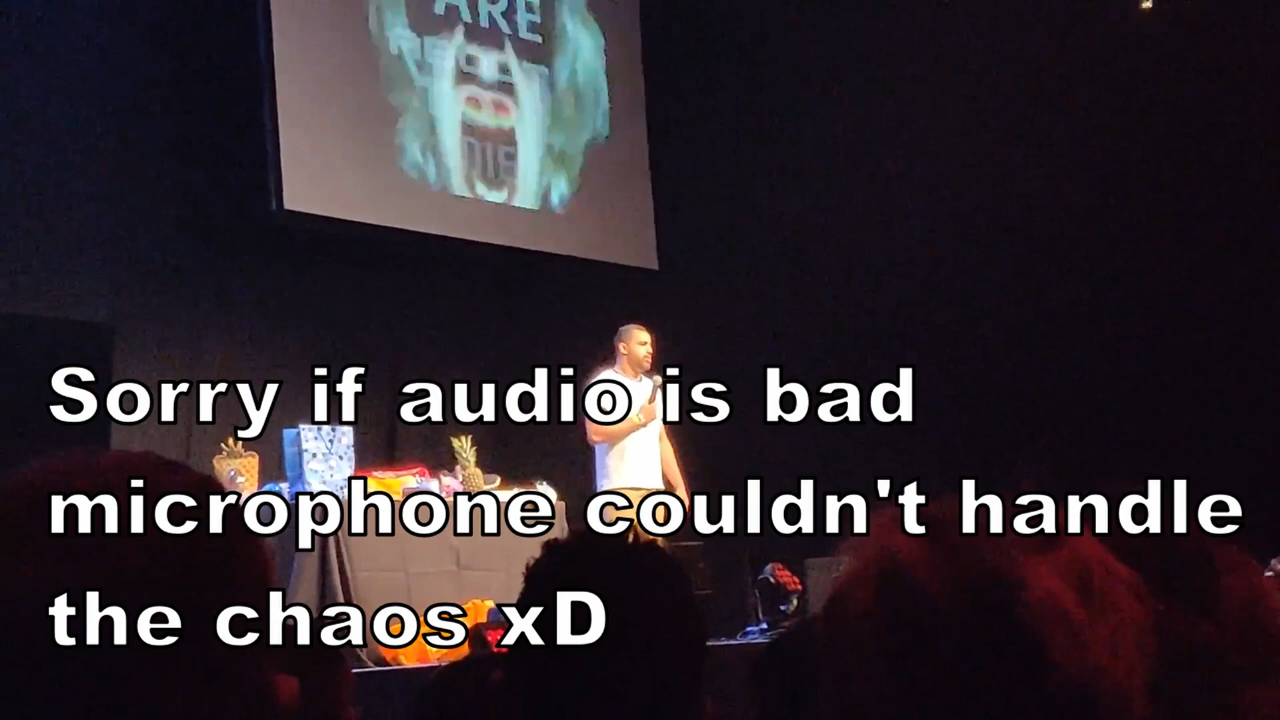 ARE
Sorry if audio is bad
microphone couldn't handle
the chaos xD